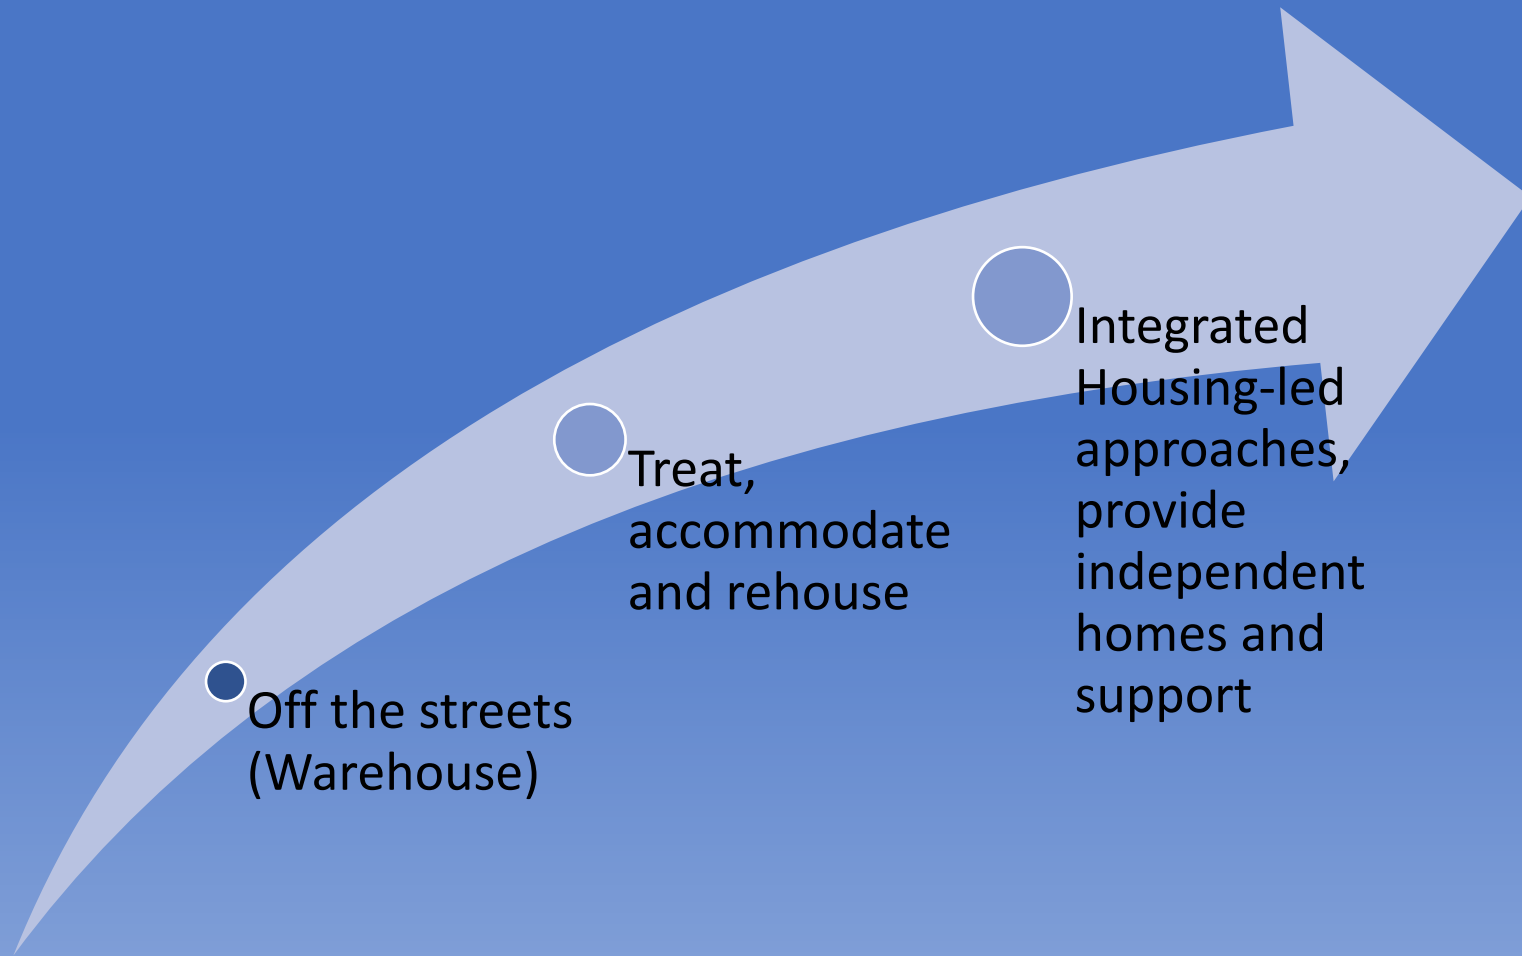 Off the streets
(Warehouse)
Treat,
accommodate
and rehouse
Integrated
Housing-led
approaches,
provide
independent
homes and
support